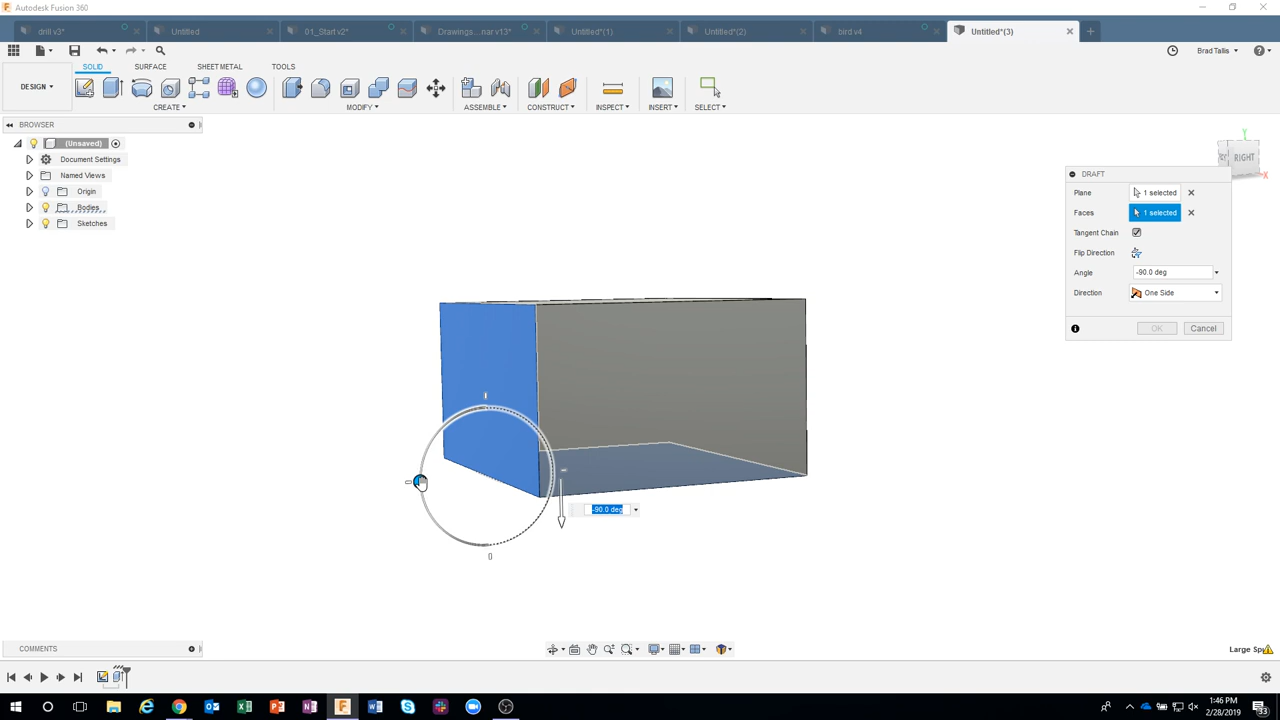 Autodesk Fusion 360
drill v3*
Untitled
01_Start v2*
Drawings...nar v13*
Untitled*(1)
Untitled*(2)
bird v4
Untitled*(3)
Brad Tallis
SOLID
SURFACE
SHEET METAL
TOOLS
DESIGN
CREATE
MODIFY
ASSEMBLE
CONSTRUCT
INSPECT
INSERT
SELECT
BROWSER
(Unsaved)
Document Settings
Named Views
Origin
Bodies
Sketches
Y
RIGHT
X
DRAFT
Plane
1 selected
Faces
1 selected
Tangent Chain
Flip Direction
Angle
-90.0 deg
Direction
One Side
OK
Cancel
-90.0 deg
COMMENTS
1:46 PM
2/28/2019
33